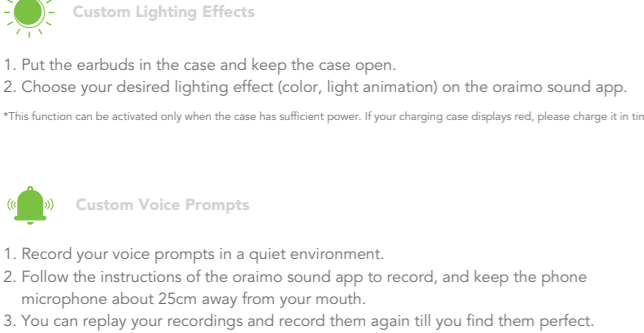 Custom Lighting Effects
1. Put the earbuds in the case and keep the case open.
2. Choose your desired lighting effect (color, light animation) on the oraimo sound app.
*This function can be activated only when the case has sufficient power. If your charging case displays red, please charge it in
Custom Voice Prompts
1. Record your voice prompts in a quiet environment.
2. Follow the instructions of the oraimo sound app to record, and keep the phone
microphone about 25cm away from your mouth.
3. You can replay your recordings and record them again till you find them perfect.